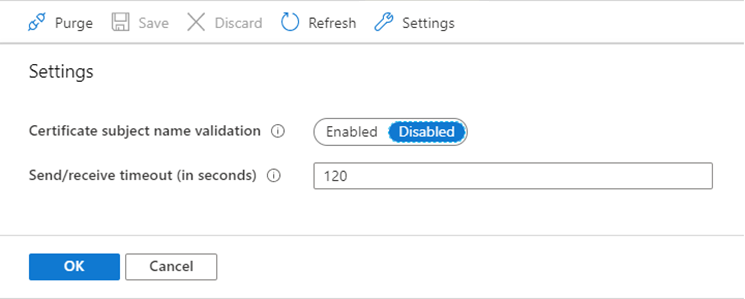 Purge Save Discard Refresh Settings
Settings
Certificate subject name validation Enabled Disabled
Send/receive timeout (in seconds) 120
OK Cancel